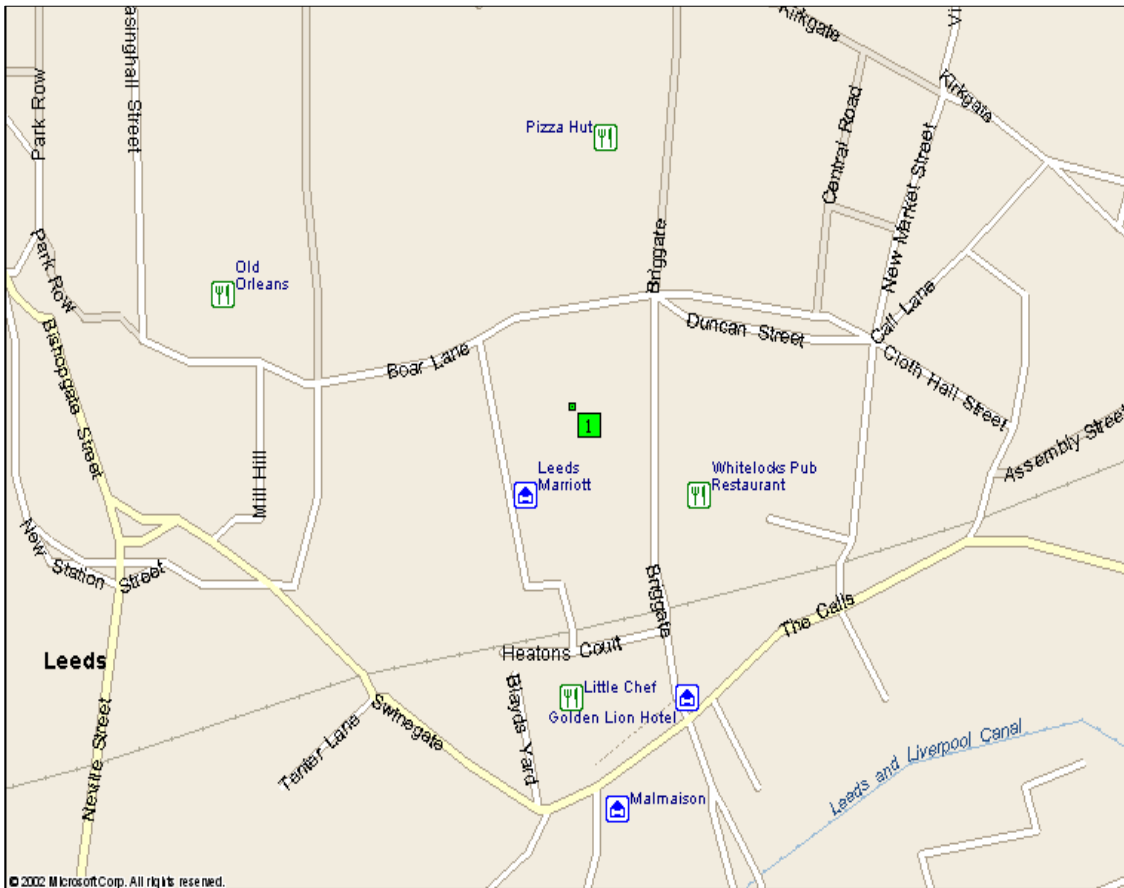 asinghall Street
Kirkgate
Vi
Park Row
Central Road
Kirkgate
Pizza Hut
New Market Street
Park Row
Old
Orleans
Briggate
Bishopgate Street
Boar Lane
Duncan Street
Call Lane
Cloth Hall Street
1
Mill Hill
Leeds
Marriott
Whitelocks Pub
Restaurant
Assembly Street
New Station Street
Briggate
The Calls
Heatons Court
Leeds
Little Chef
Golden Lion Hotel
Blayds Yard
Swinegate
Tenter Lane
Neville Street
Leeds and Liverpool Canal
Malmaison
© 2002 Microsoft Corp. All rights reserved.